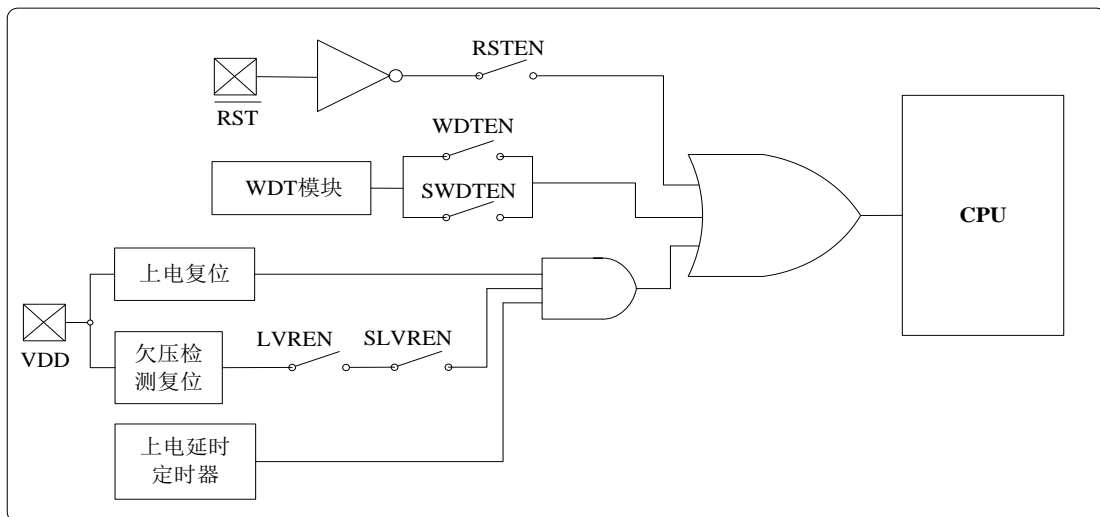 RSTEN
RST
WDTEN
WDT模块
SWDTEN
CPU
上电复位
VDD
欠压检
测复位
LVREN
SLVREN
上电延时
定时器